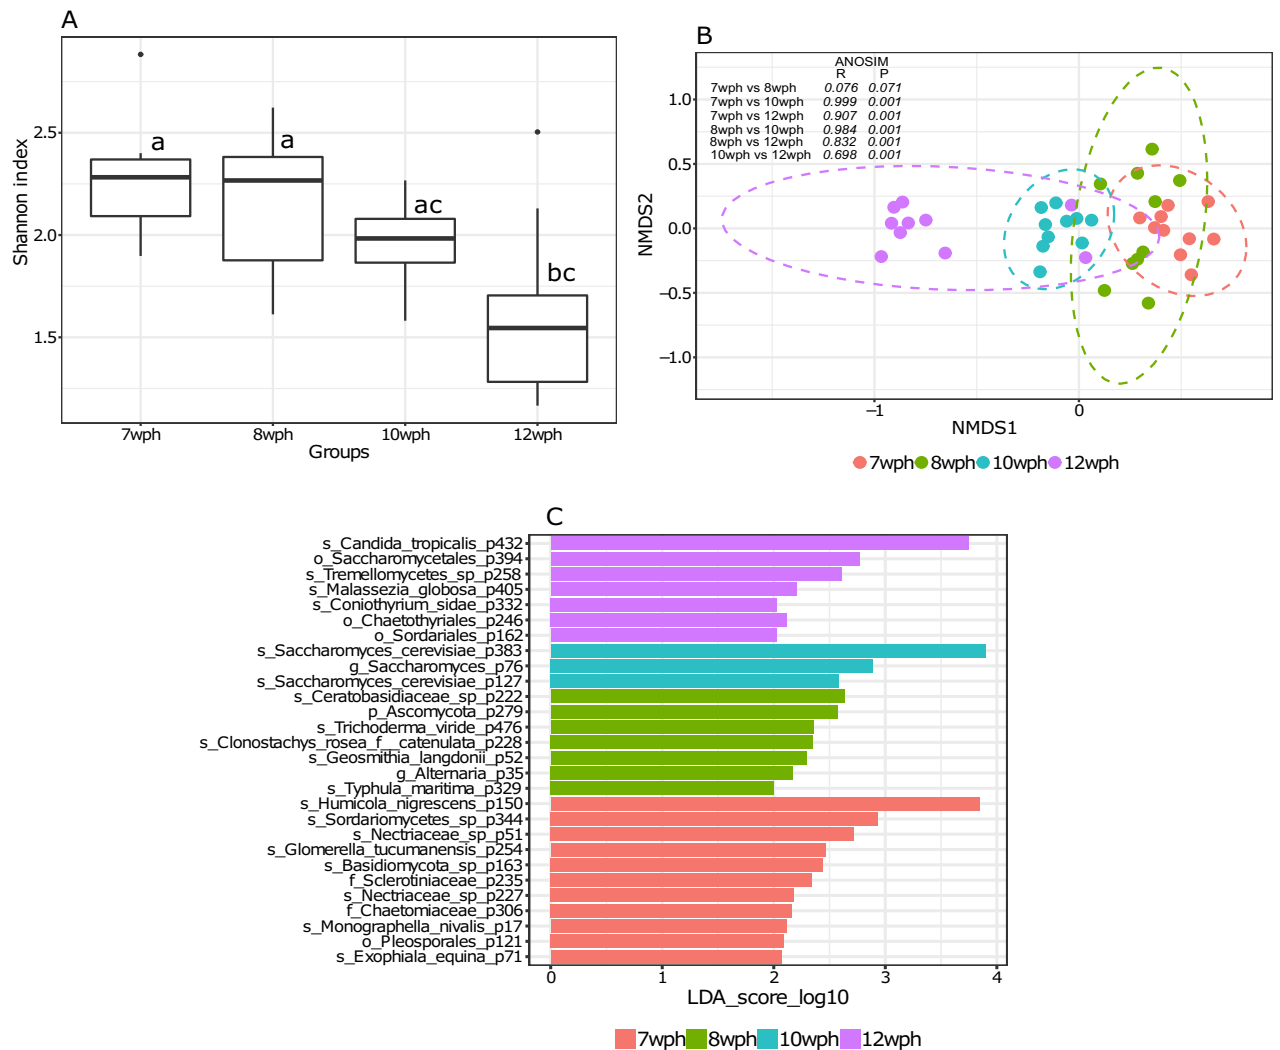 A
Shannon index
2.5
2.0
1.5
a
a
ac
bc
7wph 8wph 10wph 12wph
Groups
B
ANOSIM
R P
7wph vs 8wph 0.076 0.071
7wph vs 10wph 0.999 0.001
7wph vs 12wph 0.907 0.001
8wph vs 10wph 0.984 0.001
8wph vs 12wph 0.832 0.001
10wph vs 12wph 0.698 0.001
NMDS2
1.0
0.5
0.0
−0.5
−1.0
−1 0
NMDS1
7wph 8wph 10wph 12wph
C
s_Candida_tropicalis_p432
o_Saccharomycetales_p394
s_Tremellomycetes_sp_p258
s_Malassezia_globosa_p405
s_Coniothyrium_sidae_p332
o_Chaetothyriales_p246
o_Sordariales_p162
s_Saccharomyces_cerevisiae_p383
g_Saccharomyces_p76
s_Saccharomyces_cerevisiae_p127
s_Ceratobasidiaceae_sp_p222
p_Ascomycota_p279
s_Trichoderma_viride_p476
s_Clonostachys_rosea_f__catenulata_p228
s_Geosmithia_langdonii_p52
g_Alternaria_p35
s_Typhula_maritima_p329
s_Humicola_nigrescens_p150
s_Sordariomycetes_sp_p344
s_Nectriaceae_sp_p51
s_Glomerella_tucumanensis_p254
s_Basidiomycota_sp_p163
f_Sclerotiniaceae_p235
s_Nectriaceae_sp_p227
f_Chaetomiaceae_p306
s_Monographella_nivalis_p17
o_Pleosporales_p121
s_Exophiala_equina_p71
0 1 2 3 4
LDA_score_log10
7wph 8wph 10wph 12wph